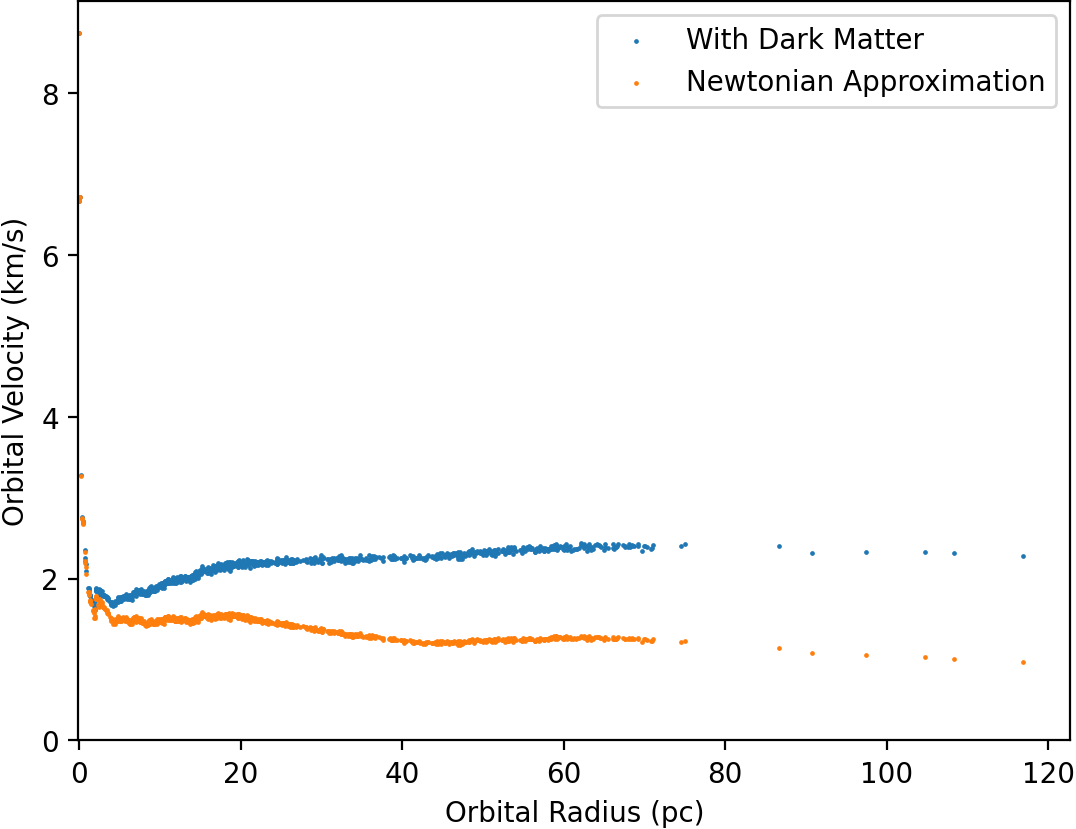 With Dark Matter
Newtonian Approximation
8
6
4
2
0
Orbital Velocity (km/s)
0 20 40 60 80 100 120
Orbital Radius (pc)